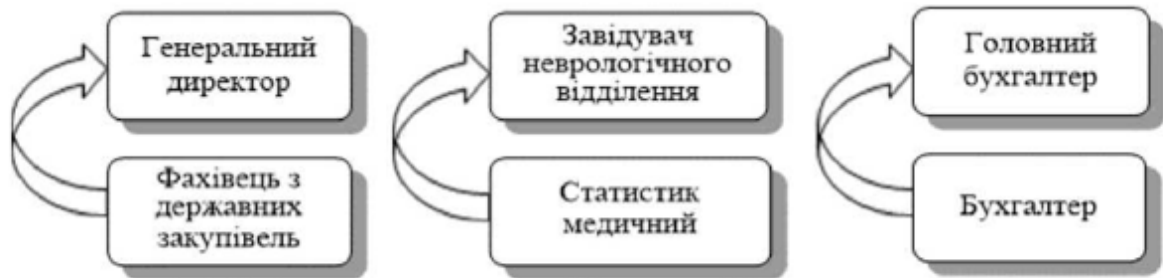 Генеральний
директор
Завідувач
неврологічного
відділення
Головний
бухгалтер
Фахівець з
державних
закупівель
Статистик
медичний
Бухгалтер